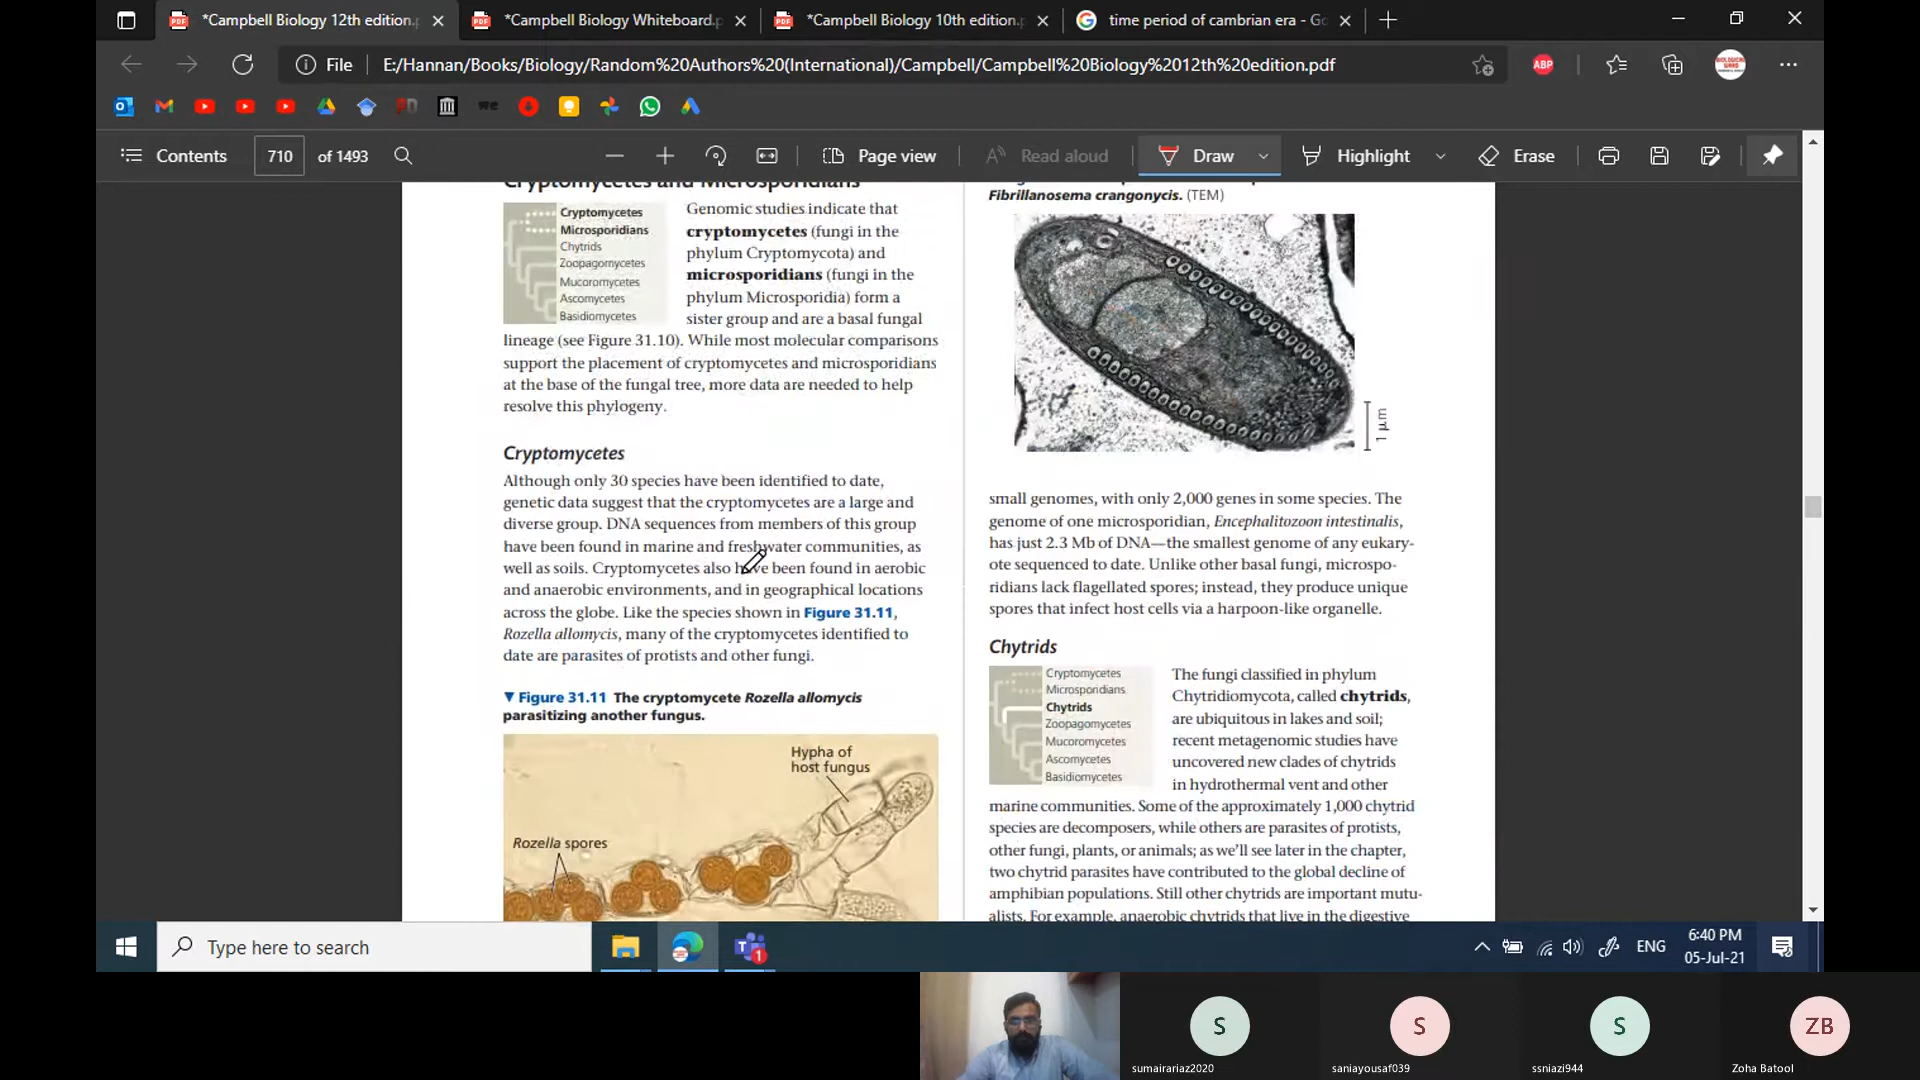 *Campbell Biology 12th edition.p
*Campbell Biology Whiteboard.p
*Campbell Biology 10th edition.p
time period of cambrian era - Go
File
E:/Hannan/Books/Biology/Random%20Authors%20(International)/Campbell/Campbell%20Biology%2012th%20edition.pdf
ABP
Contents
710 of 1493
Page view
Read aloud
Draw
Highlight
Erase
Cryptomycetes and Microsporidians
Cryptomycetes
Microsporidians
Chytrids
Zoopagomycetes
Mucoromycetes
Ascomycetes
Basidiomycetes
Genomic studies indicate that
cryptomycetes (fungi in the
phylum Cryptomycota) and
microsporidians (fungi in the
phylum Microsporidia) form a
sister group and are a basal fungal
lineage (see Figure 31.10). While most molecular comparisons
support the placement of cryptomycetes and microsporidians
at the base of the fungal tree, more data are needed to help
resolve this phylogeny.
Cryptomycetes
Although only 30 species have been identified to date,
genetic data suggest that the cryptomycetes are a large and
diverse group. DNA sequences from members of this group
have been found in marine and freshwater communities, as
well as soils. Cryptomycetes also have been found in aerobic
and anaerobic environments, and in geographical locations
across the globe. Like the species shown in Figure 31.11,
Rozella allomycis, many of the cryptomycetes identified to
date are parasites of protists and other fungi.
▼ Figure 31.11 The cryptomycete Rozella allomycis
parasitizing another fungus.
Hypha of
host fungus
Rozella spores
Fibrillanosema crangonycis. (TEM)
1 μm
small genomes, with only 2,000 genes in some species. The
genome of one microsporidian, Encephalitozoon intestinalis,
has just 2.3 Mb of DNA—the smallest genome of any eukary-
ote sequenced to date. Unlike other basal fungi, microspo-
ridians lack flagellated spores; instead, they produce unique
spores that infect host cells via a harpoon-like organelle.
Chytrids
Cryptomycetes
Microsporidians
Chytrids
Zoopagomycetes
Mucoromycetes
Ascomycetes
Basidiomycetes
The fungi classified in phylum
Chytridiomycota, called chytrids,
are ubiquitous in lakes and soil;
recent metagenomic studies have
uncovered new clades of chytrids
in hydrothermal vent and other
marine communities. Some of the approximately 1,000 chytrid
species are decomposers, while others are parasites of protists,
other fungi, plants, or animals; as we'll see later in the chapter,
two chytrid parasites have contributed to the global decline of
amphibian populations. Still other chytrids are important mutu-
alists. For example, anaerobic chytrids that live in the digestive
Type here to search
1
ENG
6:40 PM
05-Jul-21
S
S
S
ZB
sumairariaz2020
saniayousaf039
ssniazi944
Zoha Batool